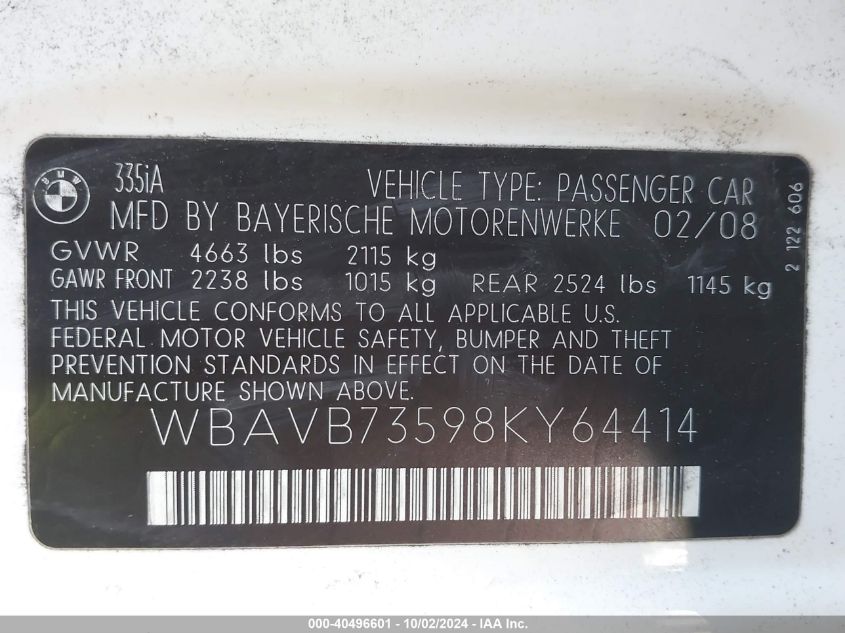 BMW
335iA VEHICLE TYPE: PASSENGER CAR
MFD BY BAYERISCHE MOTORENWERKE 02/08
GVWR 4663 lbs 2115 kg
GAWR FRONT 2238 lbs 1015 kg REAR 2524 lbs 1145 kg
THIS VEHICLE CONFORMS TO ALL APPLICABLE U.S.
FEDERAL MOTOR VEHICLE SAFETY, BUMPER AND THEFT
PREVENTION STANDARDS IN EFFECT ON THE DATE OF
MANUFACTURE SHOWN ABOVE.
WBAVB73598KY64414
2 122 606
000-40496601 - 10/02/2024 - IAA Inc.